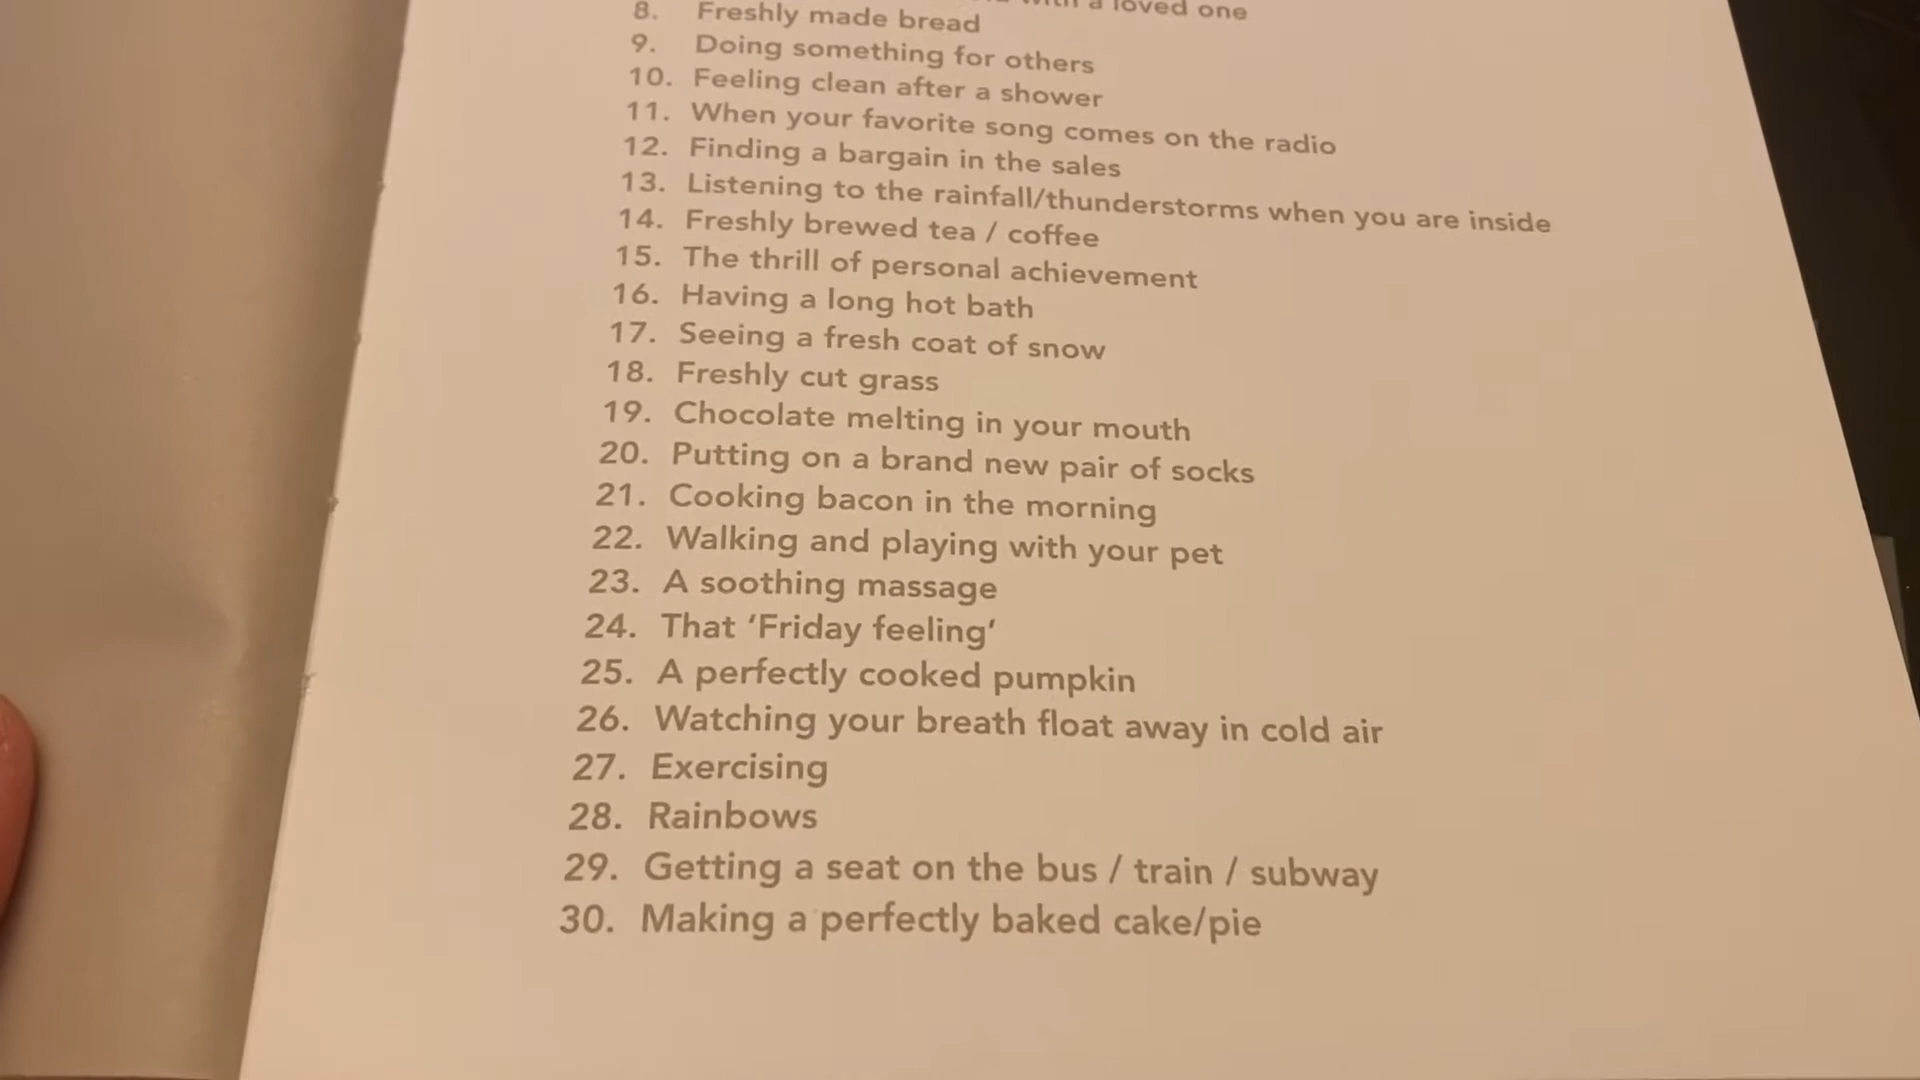 with a loved one
8. Freshly made bread
9. Doing something for others
10. Feeling clean after a shower
11. When your favorite song comes on the radio
12. Finding a bargain in the sales
13. Listening to the rainfall/thunderstorms when you are inside
14. Freshly brewed tea / coffee
15. The thrill of personal achievement
16. Having a long hot bath
17. Seeing a fresh coat of snow
18. Freshly cut grass
19. Chocolate melting in your mouth
20. Putting on a brand new pair of socks
21. Cooking bacon in the morning
22. Walking and playing with your pet
23. A soothing massage
24. That ‘Friday feeling’
25. A perfectly cooked pumpkin
26. Watching your breath float away in cold air
27. Exercising
28. Rainbows
29. Getting a seat on the bus / train / subway
30. Making a perfectly baked cake/pie